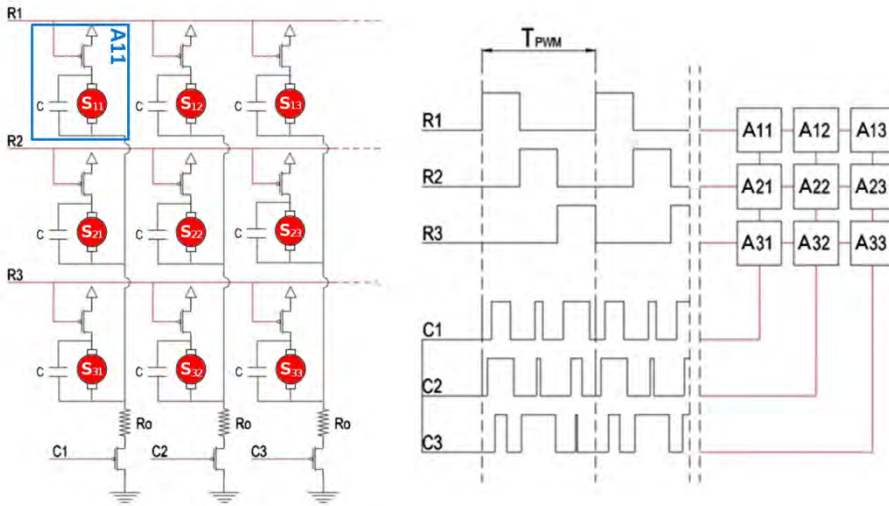 R1
A11
C S11 C S12 C S13
R2
C S21 C S22 C S23
R3
C S31 C S32 C S33
Ro Ro Ro
C1 C2 C3
TPWM
R1
R2
R3
C1
C2
C3
A11 A12 A13
A21 A22 A23
A31 A32 A33